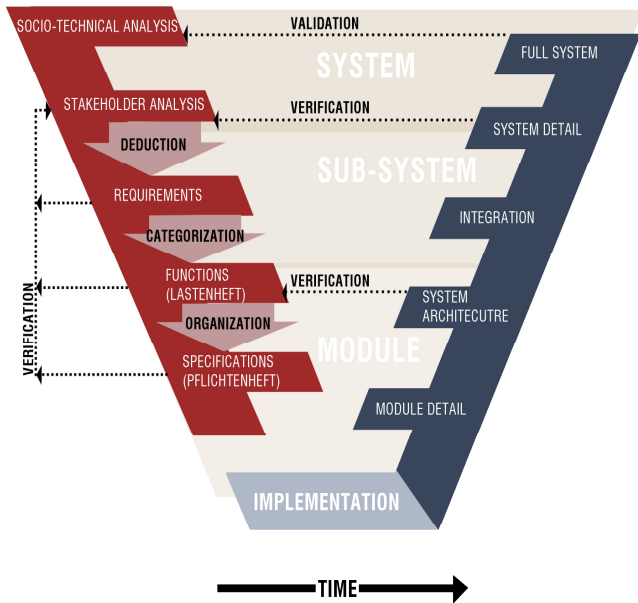 SOCIO-TECHNICAL ANALYSIS
VALIDATION
FULL SYSTEM
SYSTEM
STAKEHOLDER ANALYSIS
VERIFICATION
SYSTEM DETAIL
DEDUCTION
SUB-SYSTEM
REQUIREMENTS
INTEGRATION
CATEGORIZATION
FUNCTIONS
(LASTENHEFT)
VERIFICATION
SYSTEM
ARCHITECUTRE
ORGANIZATION
MODULE
VERIFICATION
SPECIFICATIONS
(PFLICHTENHEFT)
MODULE DETAIL
IMPLEMENTATION
TIME